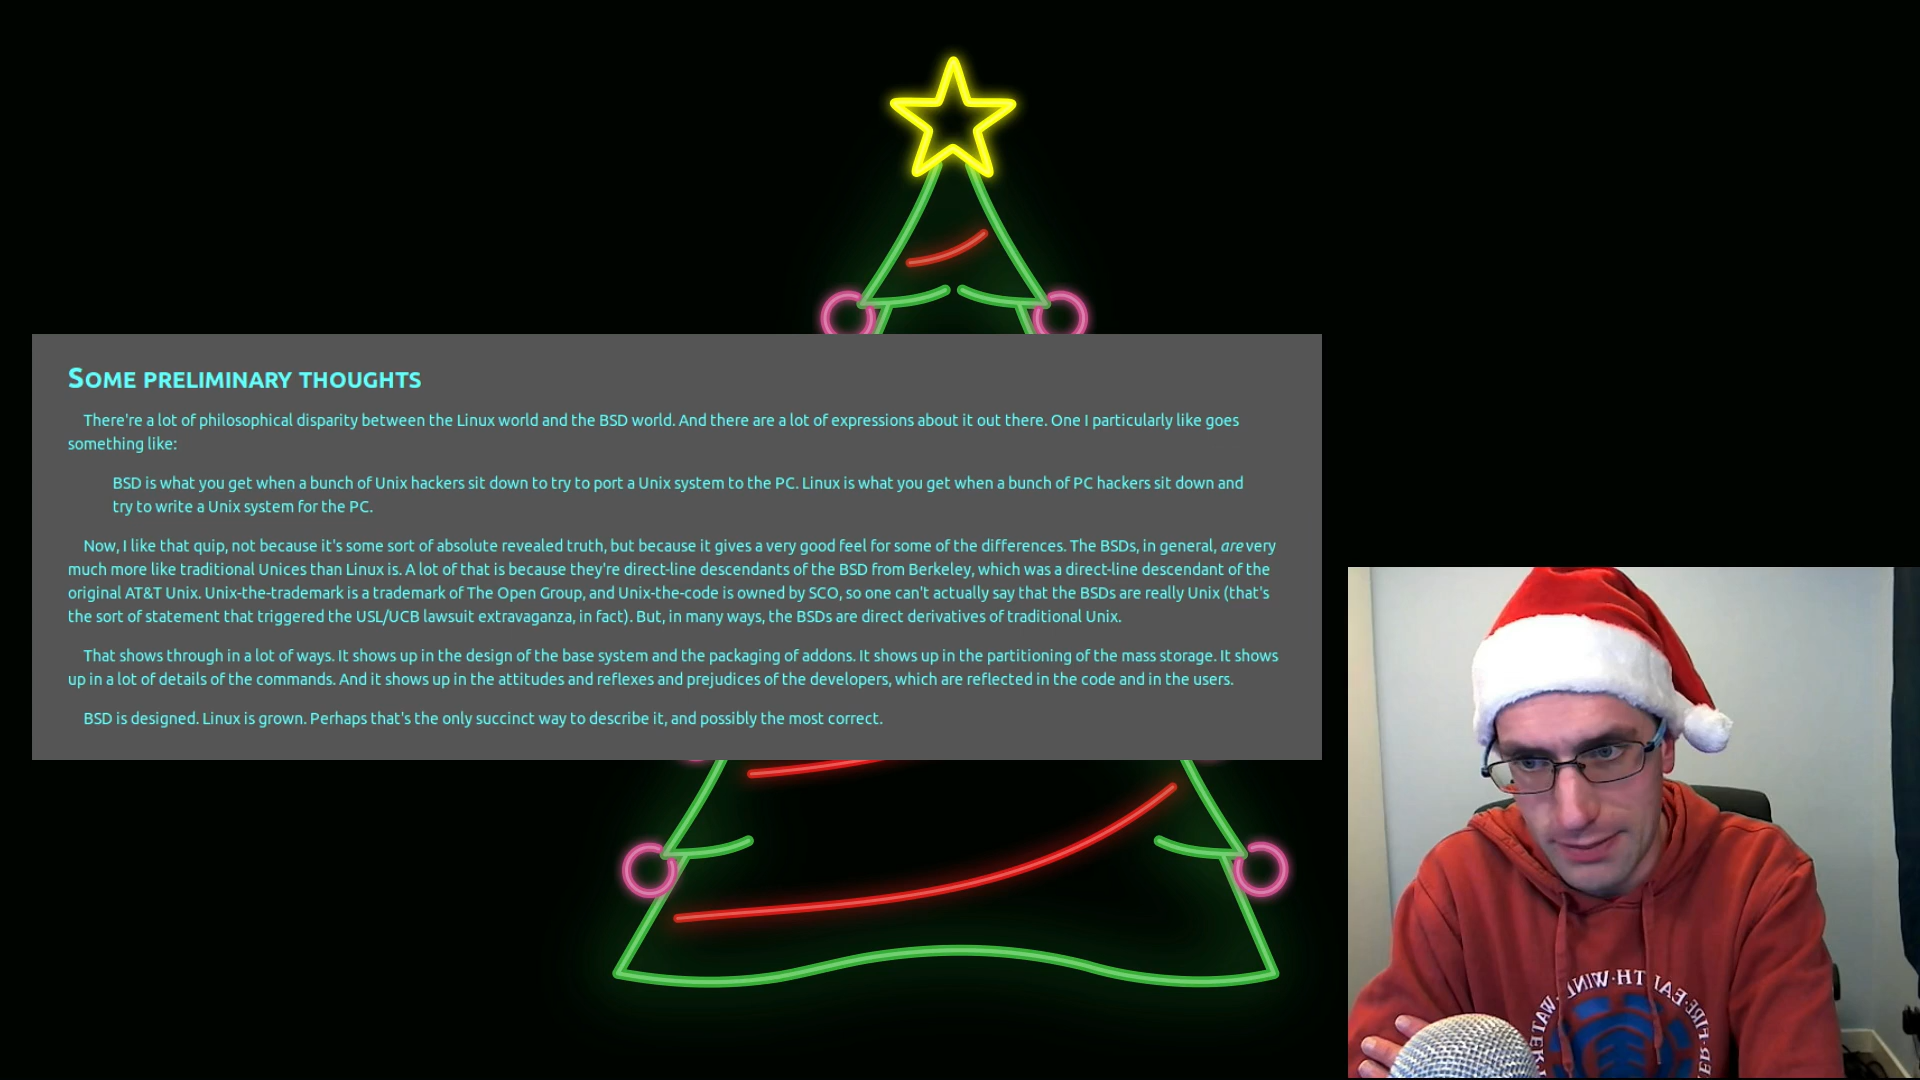 Some preliminary thoughts
There're a lot of philosophical disparity between the Linux world and the BSD world. And there are a lot of expressions about it out there. One I particularly like goes
something like:
BSD is what you get when a bunch of Unix hackers sit down to try to port a Unix system to the PC. Linux is what you get when a bunch of PC hackers sit down and
try to write a Unix system for the PC.
Now, I like that quip, not because it's some sort of absolute revealed truth, but because it gives a very good feel for some of the differences. The BSDs, in general, are very
much more like traditional Unices than Linux is. A lot of that is because they're direct-line descendants of the BSD from Berkeley, which was a direct-line descendant of the
original AT&T Unix. Unix-the-trademark is a trademark of The Open Group, and Unix-the-code is owned by SCO, so one can't actually say that the BSDs are really Unix (that's
the sort of statement that triggered the USL/UCB lawsuit extravaganza, in fact). But, in many ways, the BSDs are direct derivatives of traditional Unix.
That shows through in a lot of ways. It shows up in the design of the base system and the packaging of addons. It shows up in the partitioning of the mass storage. It shows
up in a lot of details of the commands. And it shows up in the attitudes and reflexes and prejudices of the developers, which are reflected in the code and in the users.
BSD is designed. Linux is grown. Perhaps that's the only succinct way to describe it, and possibly the most correct.